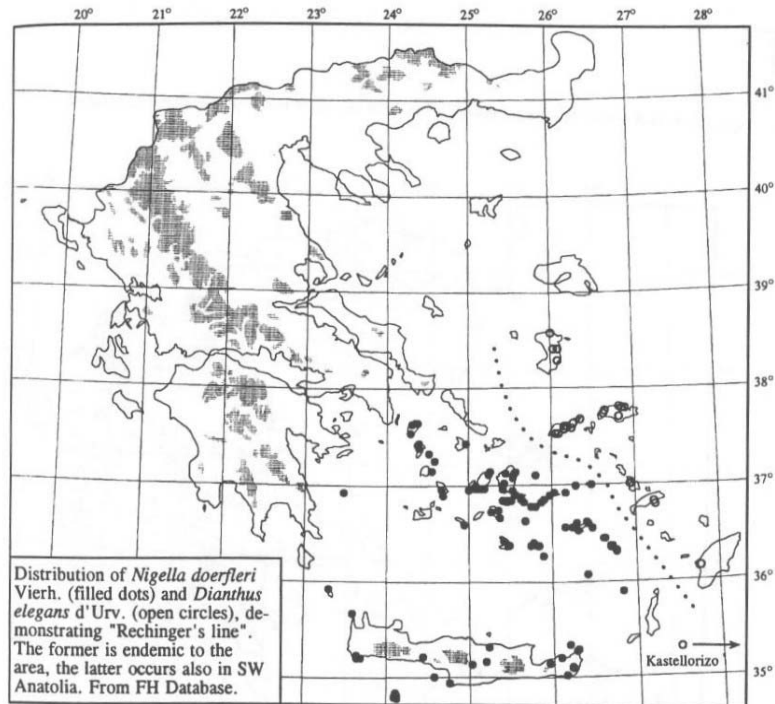 20° 21° 22° 23° 24° 25° 26° 27° 28°
41°
40°
39°
38°
37°
36°
35°
Kastellorizo
Distribution of Nigella doerfleri
Vierh. (filled dots) and Dianthus
elegans d'Urv. (open circles), de-
monstrating "Rechinger's line".
The former is endemic to the
area, the latter occurs also in SW
Anatolia. From FH Database.